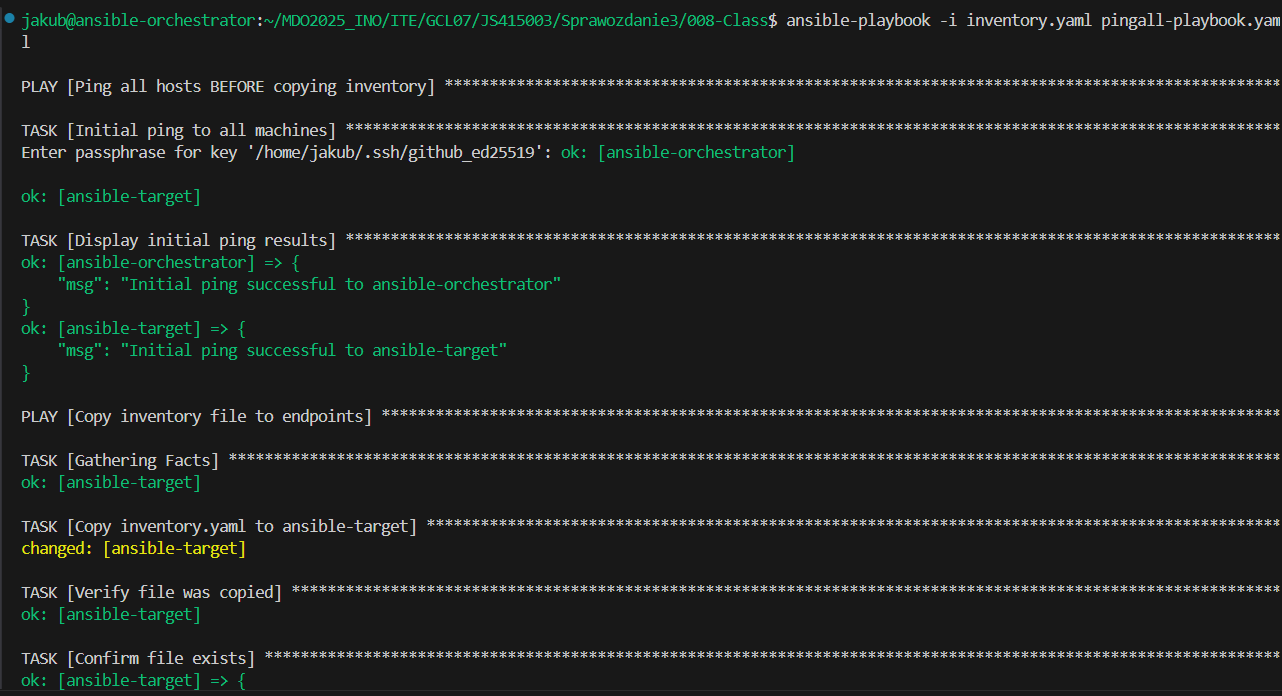 jakub@ansible-orchestrator:~/MDO2025_INO/ITE/GCL07/JS415003/Sprawozdanie3/008-Class$ ansible-playbook -i inventory.yaml pingall-playbook.yam
l
PLAY [Ping all hosts BEFORE copying inventory] *********************************************************************************************
TASK [Initial ping to all machines] ********************************************************************************************************
Enter passphrase for key '/home/jakub/.ssh/github_ed25519': ok: [ansible-orchestrator]
ok: [ansible-target]
TASK [Display initial ping results] ********************************************************************************************************
ok: [ansible-orchestrator] => {
    "msg": "Initial ping successful to ansible-orchestrator"
}
ok: [ansible-target] => {
    "msg": "Initial ping successful to ansible-target"
}
PLAY [Copy inventory file to endpoints] ****************************************************************************************************
TASK [Gathering Facts] *********************************************************************************************************************
ok: [ansible-target]
TASK [Copy inventory.yaml to ansible-target] ***********************************************************************************************
changed: [ansible-target]
TASK [Verify file was copied] **************************************************************************************************************
ok: [ansible-target]
TASK [Confirm file exists] *****************************************************************************************************************
ok: [ansible-target] => {